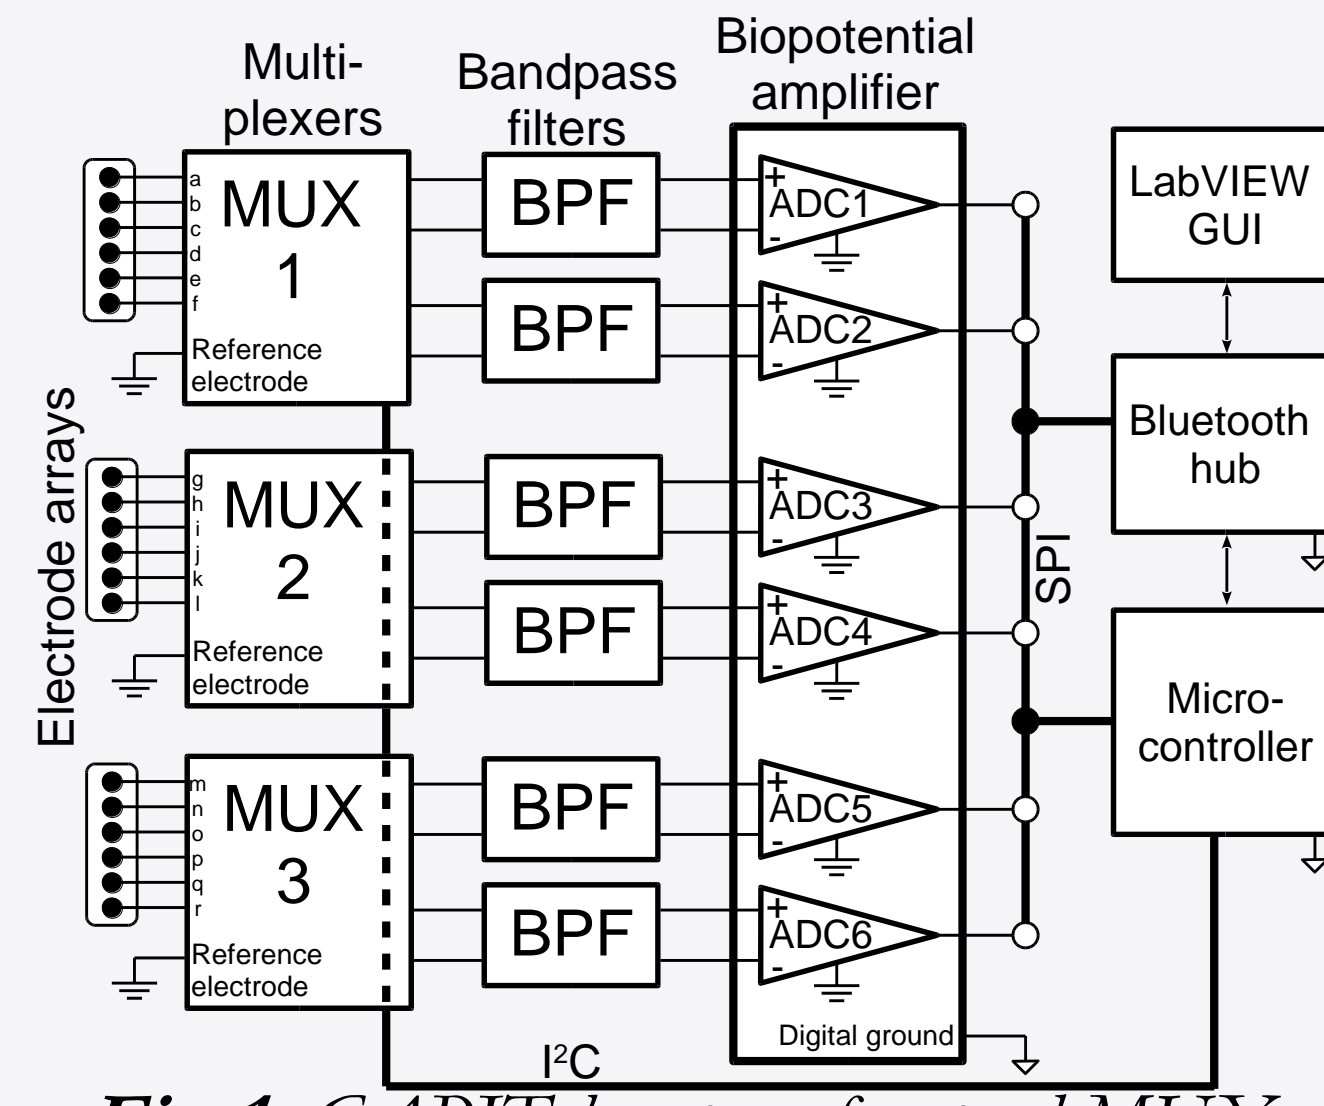 Multi-
plexers
Bandpass
filters
Biopotential
amplifier
Electrode arrays
a
b
c
d
e
f
MUX
1
Reference
electrode
g
h
i
j
k
l
MUX
2
Reference
electrode
m
n
o
p
q
r
MUX
3
Reference
electrode
BPF
BPF
BPF
BPF
BPF
BPF
+
ADC1
-
+
ADC2
-
+
ADC3
-
+
ADC4
-
+
ADC5
-
+
ADC6
-
Digital ground
SPI
I²C
LabVIEW
GUI
Bluetooth
hub
Micro-
controller